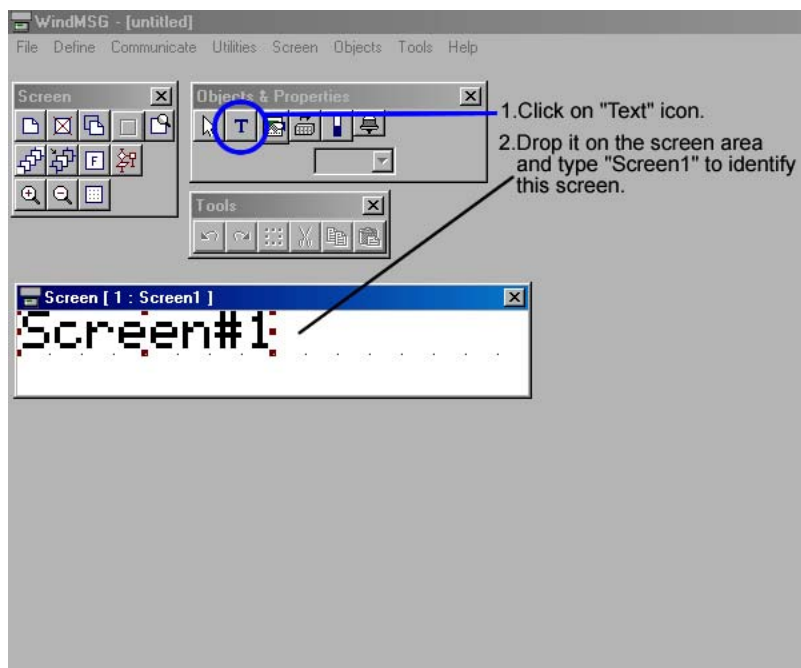 WindMSG - [untitled]
File Define Communicate Utilities Screen Objects Tools Help
Screen
Objects & Properties
T
F
1.Click on "Text" icon.
2.Drop it on the screen area
and type "Screen1" to identify
this screen.
Tools
Screen [ 1 : Screen1 ]
Screen#1